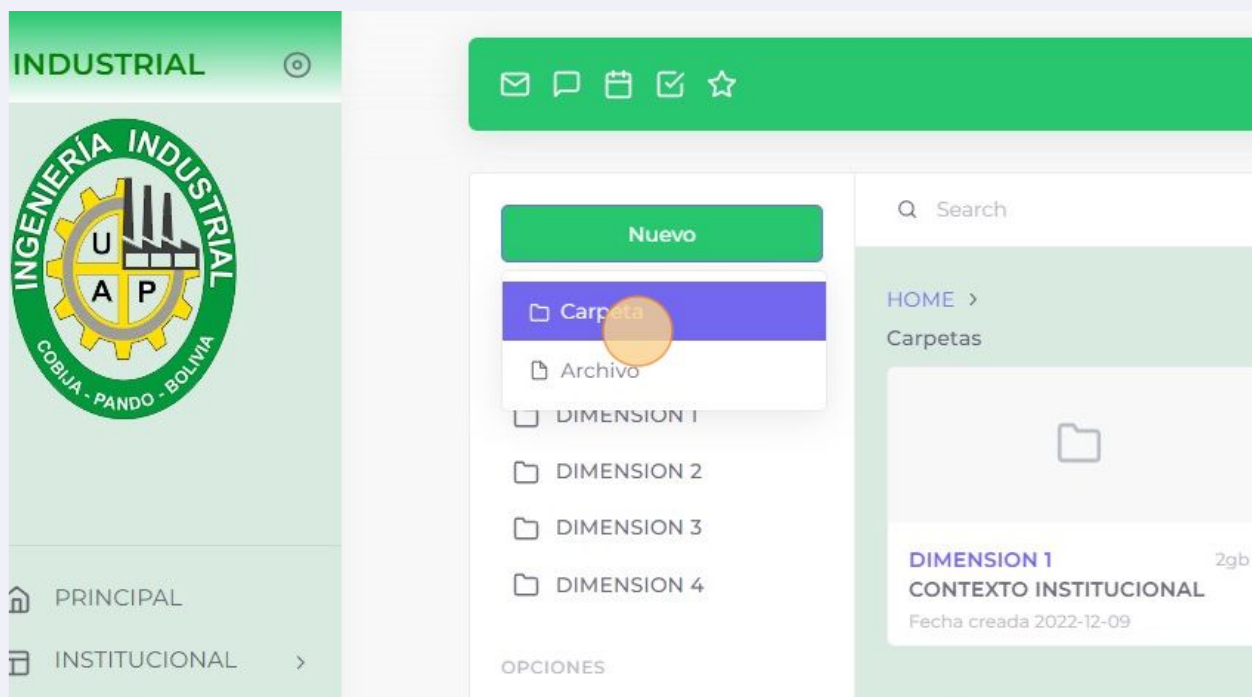 INDUSTRIAL
INGENIERÍA INDUSTRIAL
U
A P
COBIJA - PANDO - BOLIVIA
PRINCIPAL
INSTITUCIONAL
Nuevo
Carpeta
Archivo
DIMENSION 1
DIMENSION 2
DIMENSION 3
DIMENSION 4
OPCIONES
Search
HOME >
Carpetas
DIMENSION 1 2gb
CONTEXTO INSTITUCIONAL
Fecha creada 2022-12-09